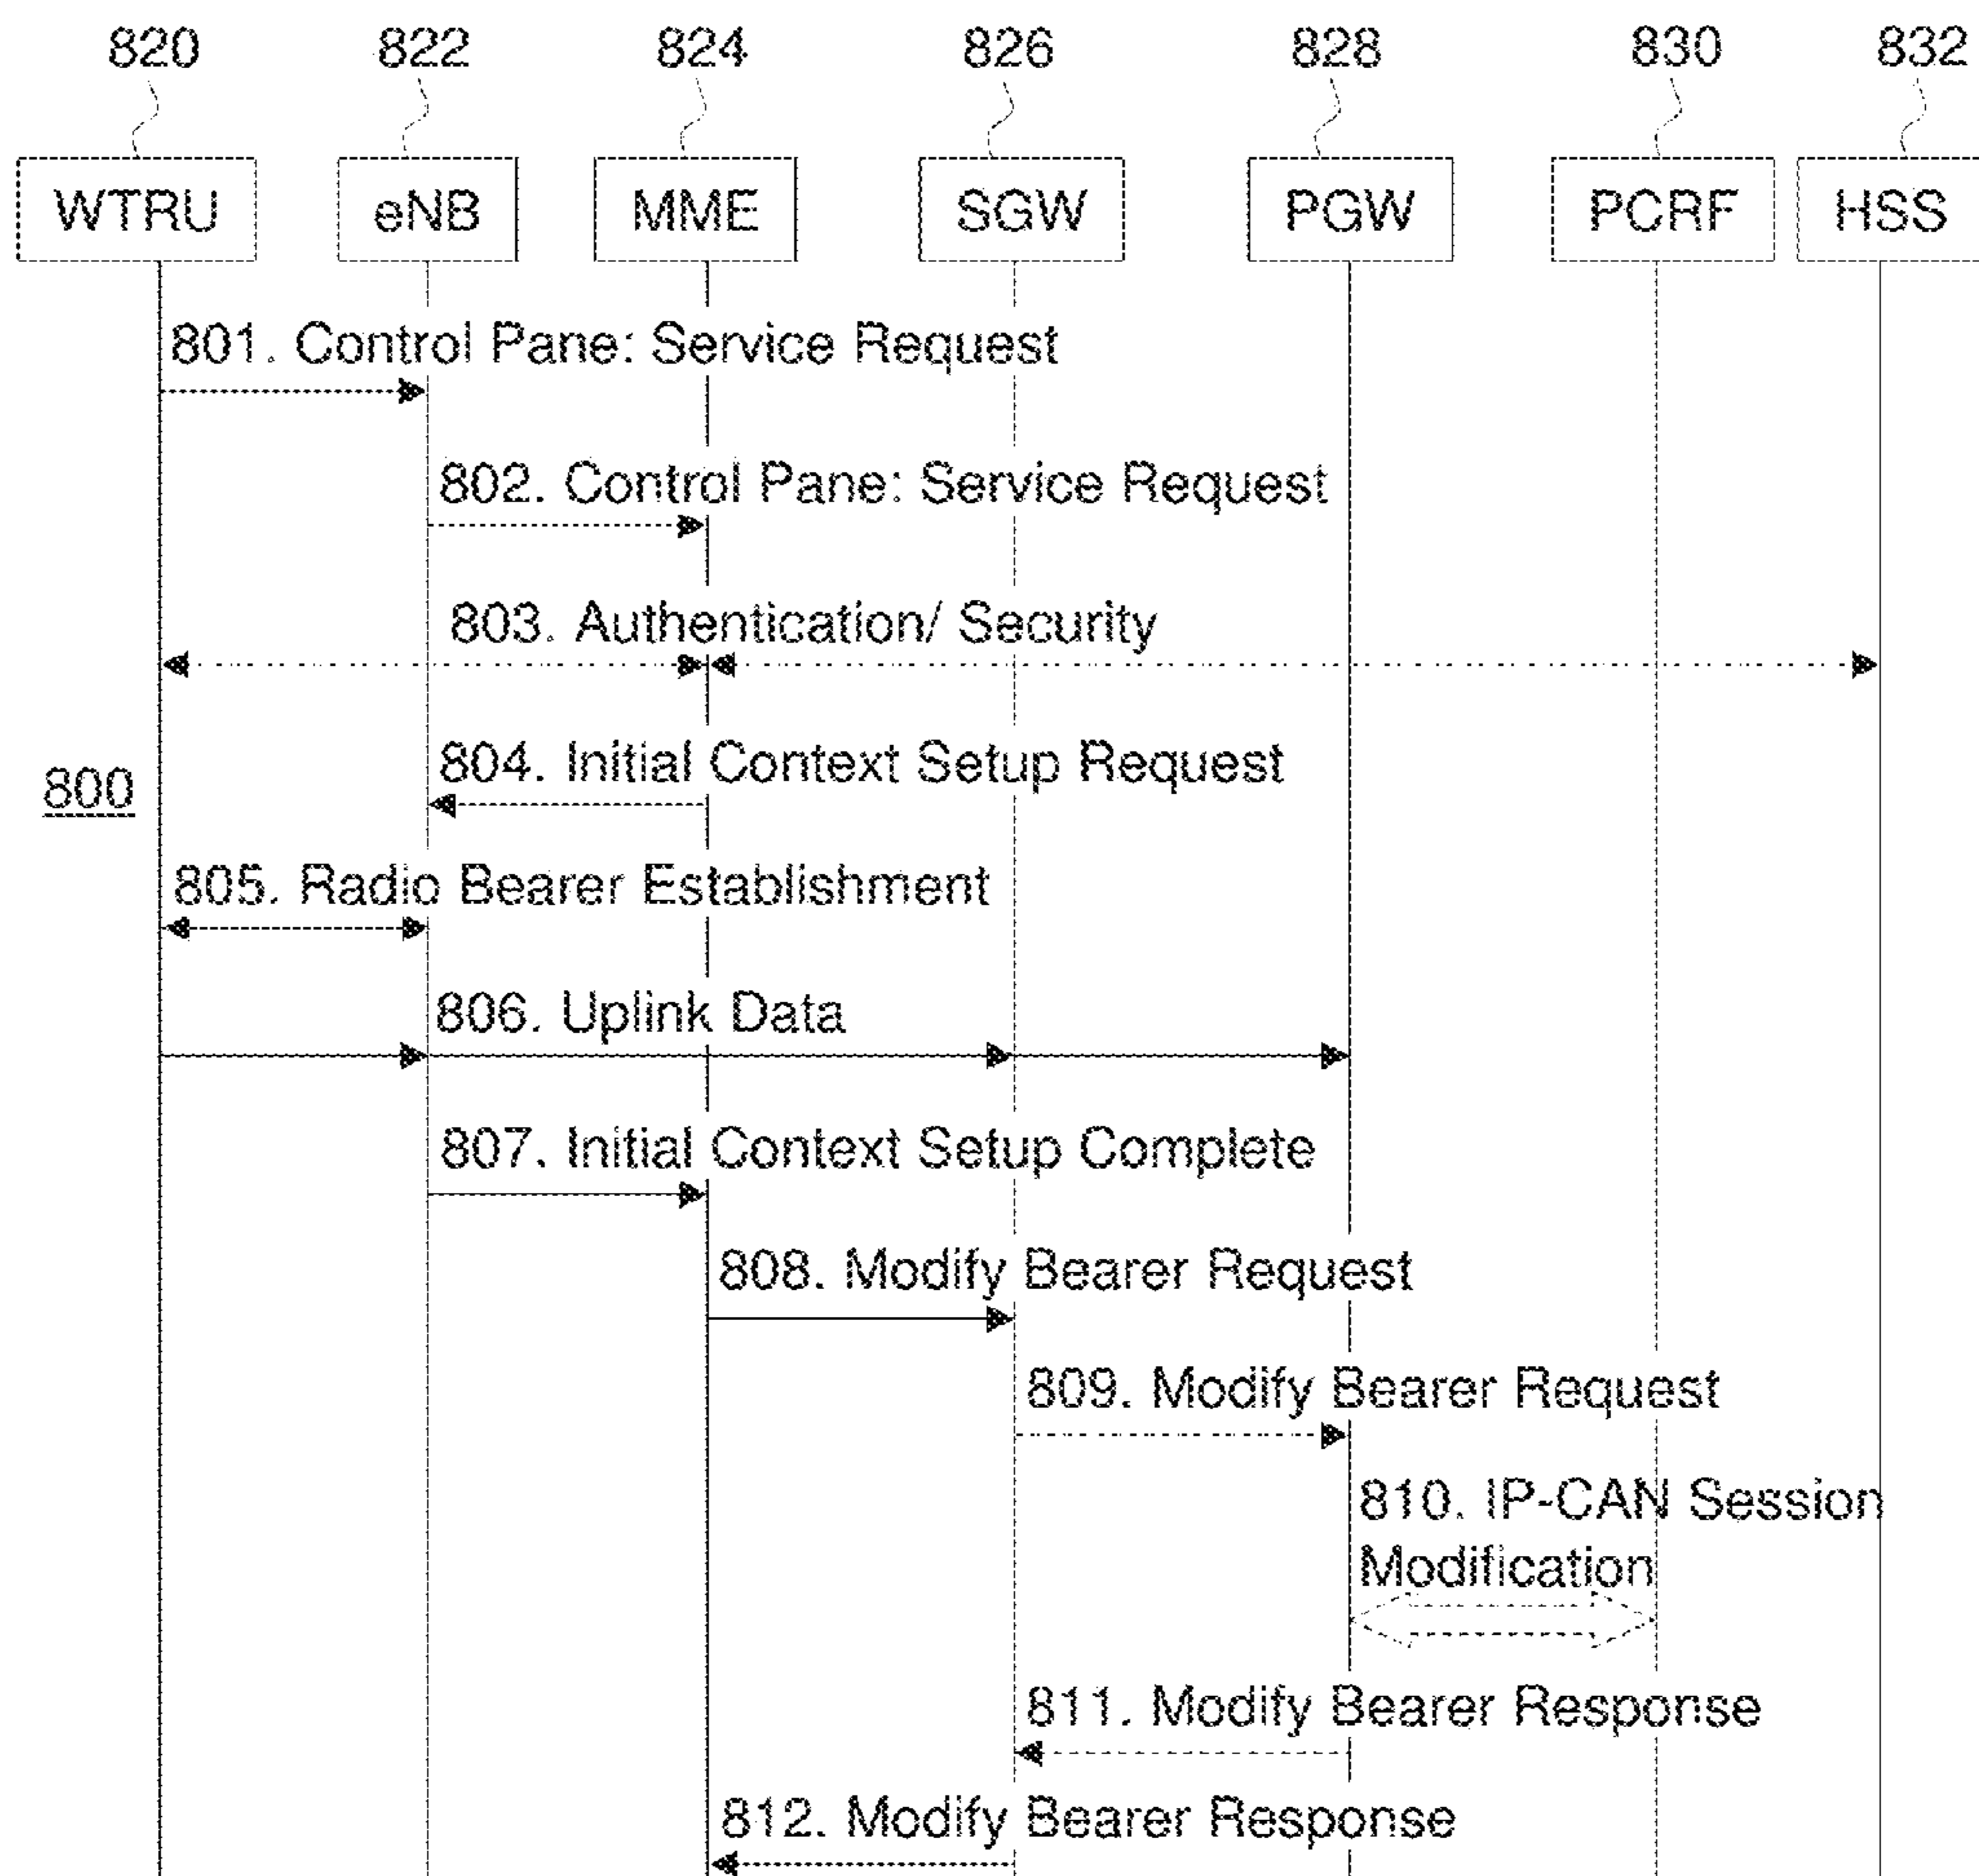 820 822 824 826 828 830 832
WTRU eNB MME SGW PGW PCRF HSS
801. Control Pane: Service Request
802. Control Pane: Service Request
803. Authentication/ Security
804. Initial Context Setup Request
800
805. Radio Bearer Establishment
806. Uplink Data
807. Initial Context Setup Complete
808. Modify Bearer Request
809. Modify Bearer Request
810. IP-CAN Session
Modification
811. Modify Bearer Response
812. Modify Bearer Response